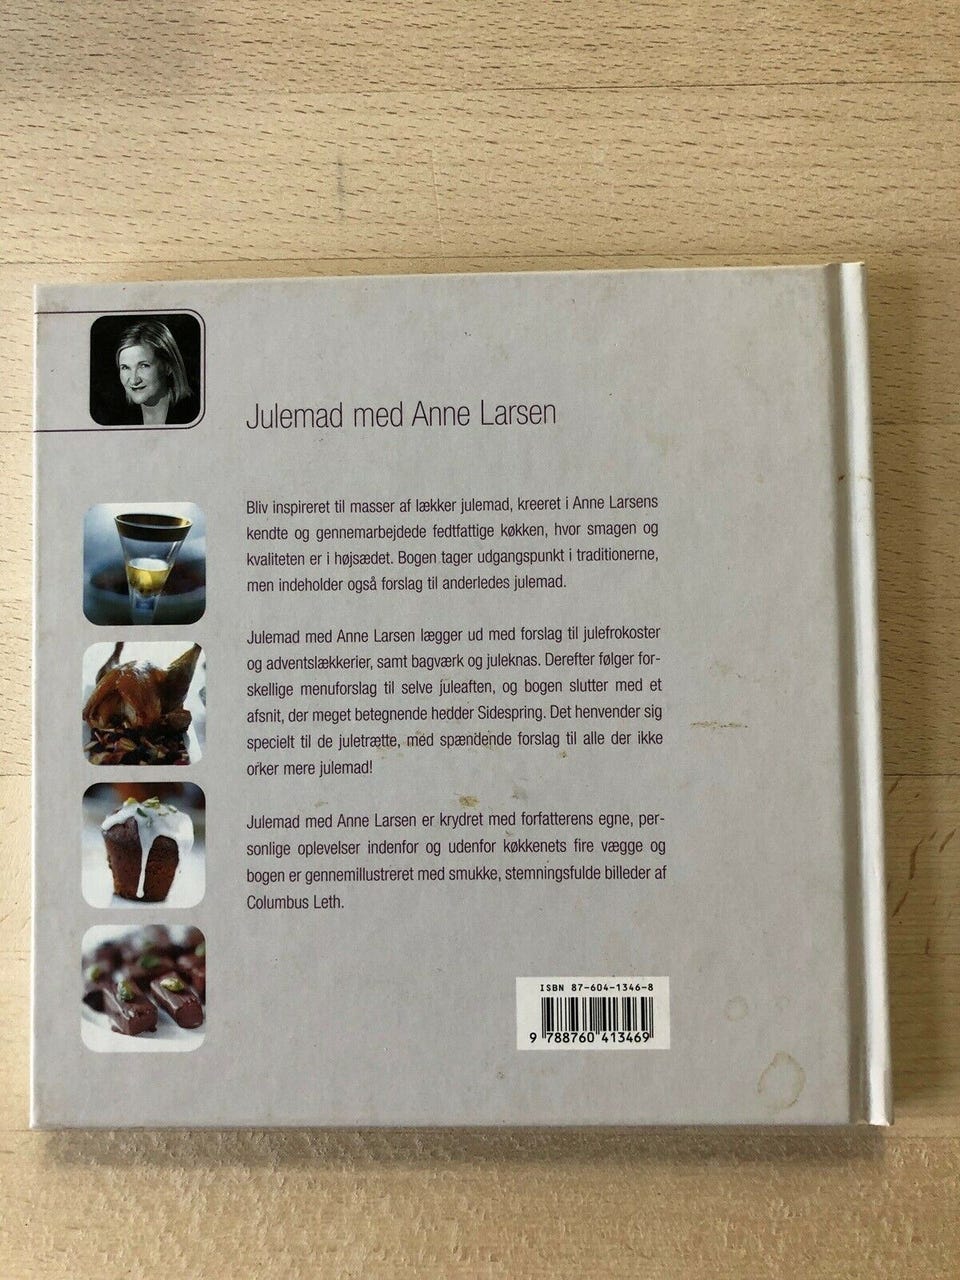 Julemad med Anne Larsen
Bliv inspireret til masser af lækker julemad, kreeret i Anne Larsens
kendte og gennemarbejdede fedtfattige køkken, hvor smagen og
kvaliteten er i højsædet. Bogen tager udgangspunkt i traditionerne,
men indeholder også forslag til anderledes julemad.
Julemad med Anne Larsen lægger ud med forslag til julefrokoster
og adventslækkerier, samt bagværk og juleknas. Derefter følger for-
skellige menuforslag til selve juleaften, og bogen slutter med et
afsnit, der meget betegnende hedder Sidespring. Det henvender sig
specielt til de juletrætte, med spændende forslag til alle der ikke
orker mere julemad!
Julemad med Anne Larsen er krydret med forfatterens egne, per-
sonlige oplevelser indenfor og udenfor køkkenets fire vægge og
bogen er gennemillustreret med smukke, stemningsfulde billeder af
Columbus Leth.
ISBN 87-604-1346-8
9 788760 413469